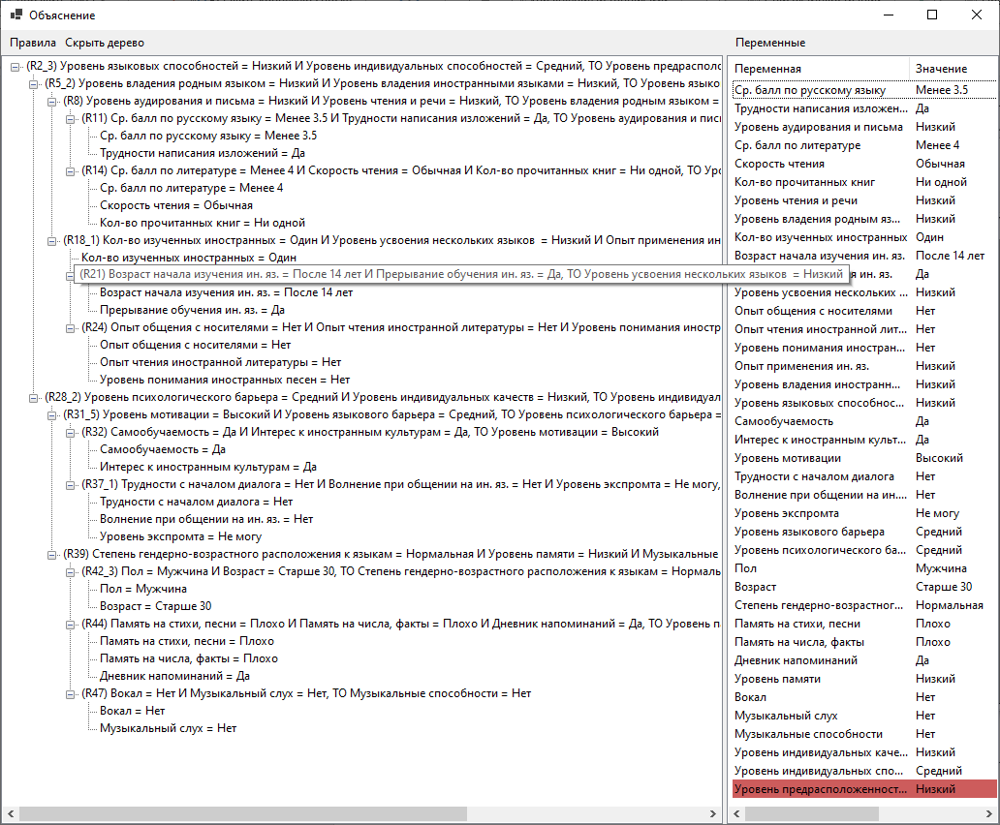 Объяснение
Правила Скрыть дерево
Переменные
(R2_3) Уровень языковых способностей = Низкий И Уровень индивидуальных способностей = Средний, ТО Уровень предраспол
(R5_2) Уровень владения родным языком = Низкий И Уровень владения иностранными языками = Низкий, ТО Уровень языко
(R8) Уровень аудирования и письма = Низкий И Уровень чтения и речи = Низкий, ТО Уровень владения родным языком =
(R11) Ср. балл по русскому языку = Менее 3.5 И Трудности написания изложений = Да, ТО Уровень аудирования и пись
Ср. балл по русскому языку = Менее 3.5
Трудности написания изложений = Да
(R14) Ср. балл по литературе = Менее 4 И Скорость чтения = Обычная И Кол-во прочитанных книг = Ни одной, ТО Уро
Ср. балл по литературе = Менее 4
Скорость чтения = Обычная
Кол-во прочитанных книг = Ни одной
(R18_1) Кол-во изученных иностранных = Один И Уровень усвоения нескольких языков = Низкий И Опыт применения ин
Кол-во изученных иностранных = Один
(R21) Возраст начала изучения ин. яз. = После 14 лет И Прерывание обучения ин. яз. = Да, ТО Уровень усвоения нескольких языков = Низкий
Возраст начала изучения ин. яз. = После 14 лет
Прерывание обучения ин. яз. = Да
(R24) Опыт общения с носителями = Нет И Опыт чтения иностранной литературы = Нет И Уровень понимания иностр
Опыт общения с носителями = Нет
Опыт чтения иностранной литературы = Нет
Уровень понимания иностранных песен = Нет
(R28_2) Уровень психологического барьера = Средний И Уровень индивидуальных качеств = Низкий, ТО Уровень индивидуал
(R31_5) Уровень мотивации = Высокий И Уровень языкового барьера = Средний, ТО Уровень психологического барьера =
(R32) Самообучаемость = Да И Интерес к иностранным культурам = Да, ТО Уровень мотивации = Высокий
Самообучаемость = Да
Интерес к иностранным культурам = Да
(R37_1) Трудности с началом диалога = Нет И Волнение при общении на ин. яз. = Нет И Уровень экспромта = Не могу,
Трудности с началом диалога = Нет
Волнение при общении на ин. яз. = Нет
Уровень экспромта = Не могу
(R39) Степень гендерно-возрастного расположения к языкам = Нормальная И Уровень памяти = Низкий И Музыкальные
(R42_3) Пол = Мужчина И Возраст = Старше 30, ТО Степень гендерно-возрастного расположения к языкам = Нормаль
Пол = Мужчина
Возраст = Старше 30
(R44) Память на стихи, песни = Плохо И Память на числа, факты = Плохо И Дневник напоминаний = Да, ТО Уровень п
Память на стихи, песни = Плохо
Память на числа, факты = Плохо
Дневник напоминаний = Да
(R47) Вокал = Нет И Музыкальный слух = Нет, ТО Музыкальные способности = Нет
Вокал = Нет
Музыкальный слух = Нет
Переменная Значение
Ср. балл по русскому языку Менее 3.5
Трудности написания изложен... Да
Уровень аудирования и письма Низкий
Ср. балл по литературе Менее 4
Скорость чтения Обычная
Кол-во прочитанных книг Ни одной
Уровень чтения и речи Низкий
Уровень владения родным яз... Низкий
Кол-во изученных иностранных Один
Возраст начала изучения ин. яз. После 14 лет
я ин. яз. Да
Уровень усвоения нескольких ... Низкий
Опыт общения с носителями Нет
Опыт чтения иностранной лит... Нет
Уровень понимания иностран... Нет
Опыт применения ин. яз. Низкий
Уровень владения иностранн... Низкий
Уровень языковых способнос... Низкий
Самообучаемость Да
Интерес к иностранным культ... Да
Уровень мотивации Высокий
Трудности с началом диалога Нет
Волнение при общении на ин.... Нет
Уровень экспромта Не могу
Уровень языкового барьера Средний
Уровень психологического ба... Средний
Пол Мужчина
Возраст Старше 30
Степень гендерно-возрастног... Нормальная
Память на стихи, песни Плохо
Память на числа, факты Плохо
Дневник напоминаний Да
Уровень памяти Низкий
Вокал Нет
Музыкальный слух Нет
Музыкальные способности Нет
Уровень индивидуальных каче... Низкий
Уровень индивидуальных спо... Средний
Уровень предрасположенност... Низкий